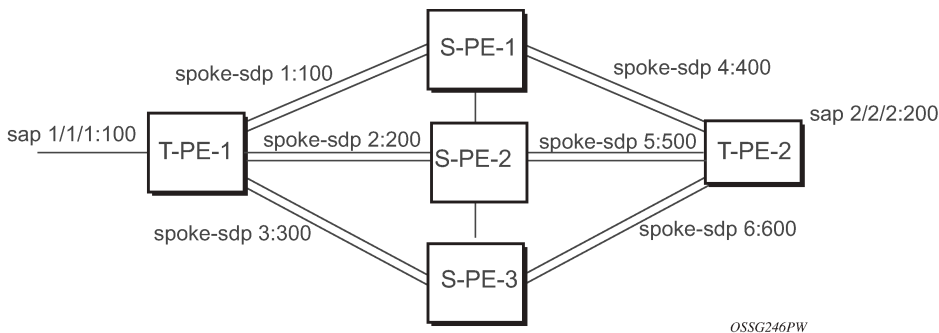 S-PE-1
spoke-sdp 1:100
spoke-sdp 4:400
sap 1/1/1:100
sap 2/2/2:200
T-PE-1
spoke-sdp 2:200
S-PE-2
spoke-sdp 5:500
T-PE-2
spoke-sdp 3:300
spoke-sdp 6:600
S-PE-3
OSSG246PW